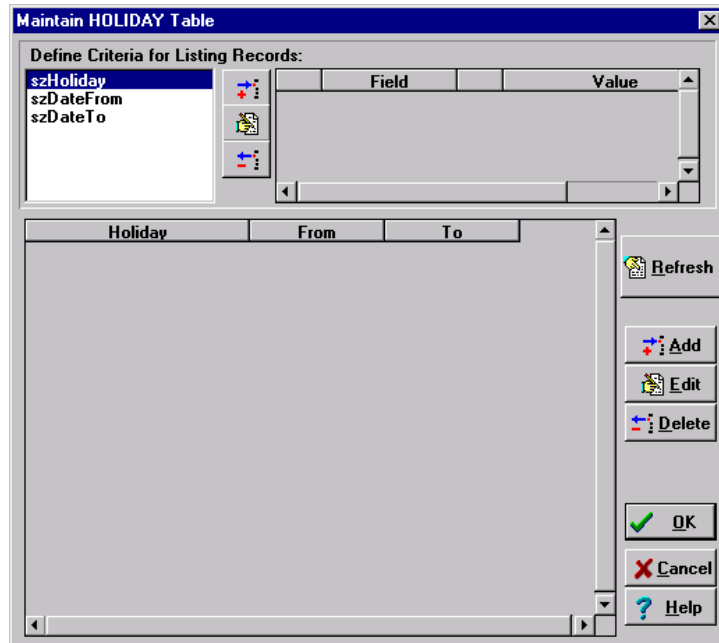 Maintain HOLIDAY Table
Define Criteria for Listing Records:
szHoliday
szDateFrom
szDateTo
Field Value
Holiday From To
Refresh
Add
Edit
Delete
OK
Cancel
Help